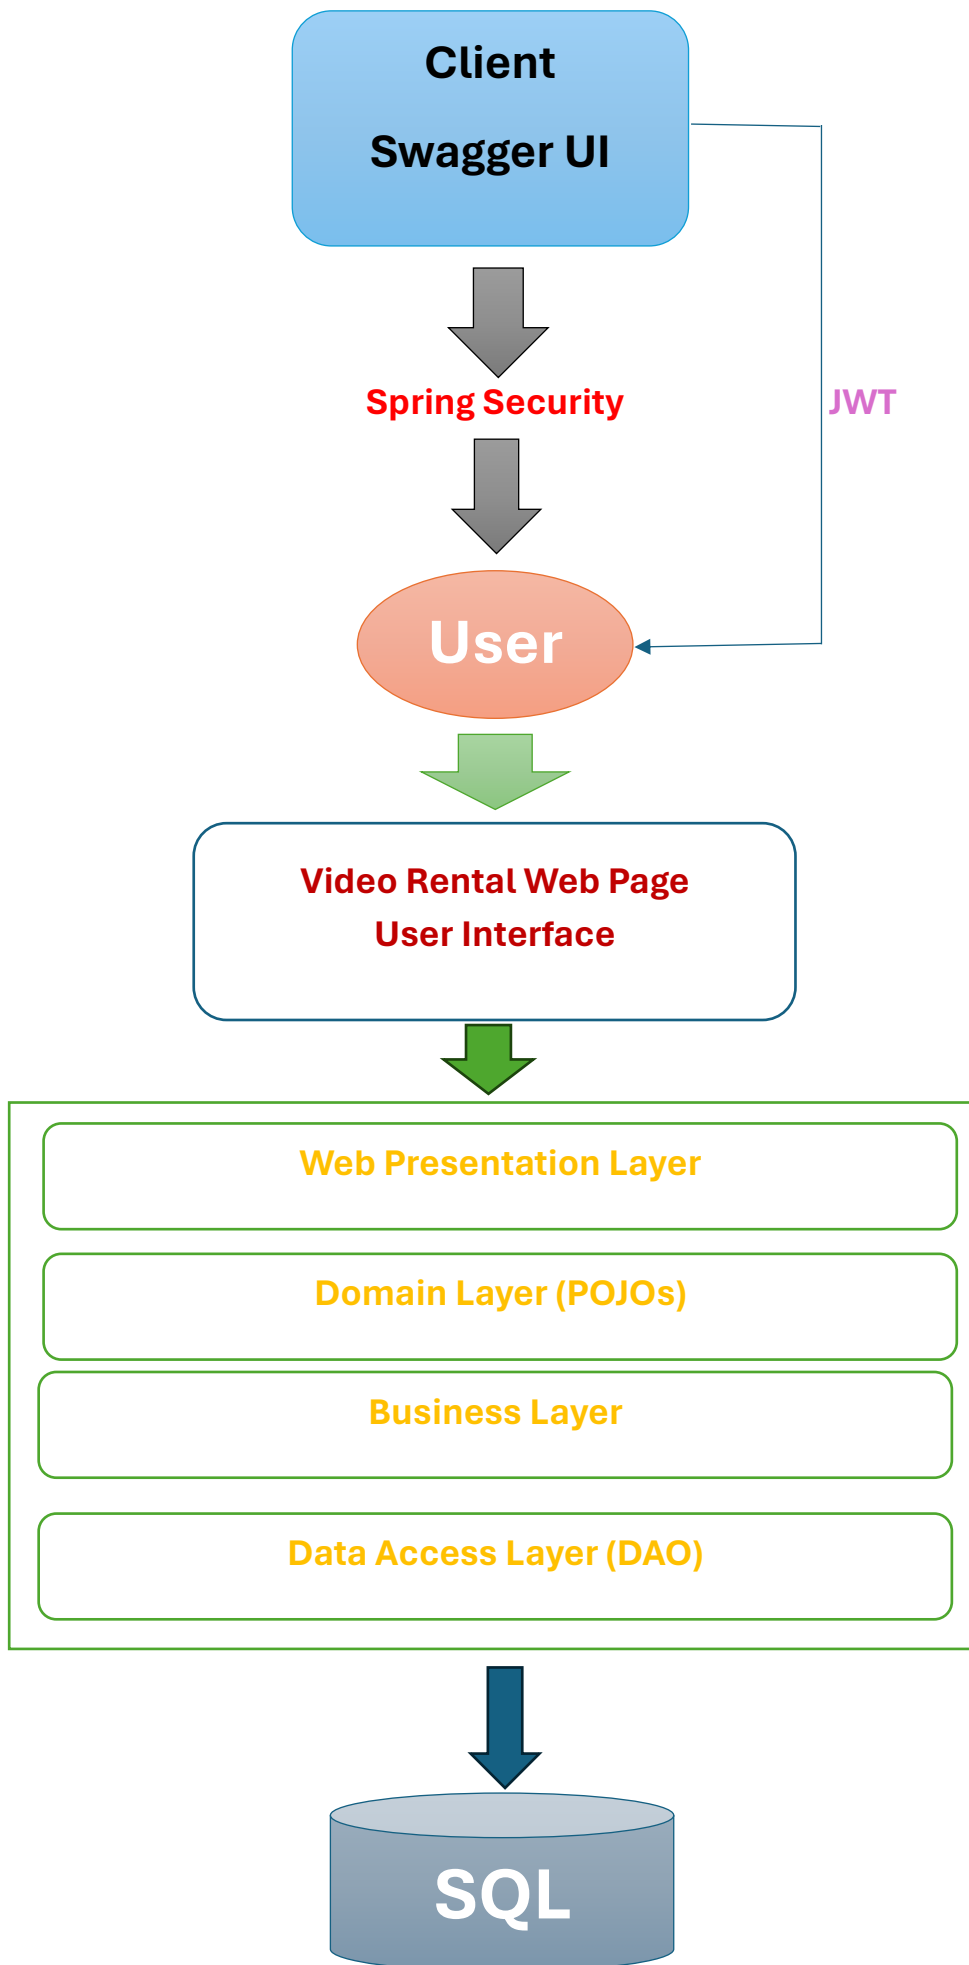 Client
Swagger UI
Spring Security
JWT
User
Video Rental Web Page
User Interface
Web Presentation Layer
Domain Layer (POJOs)
Business Layer
Data Access Layer (DAO)
SQL